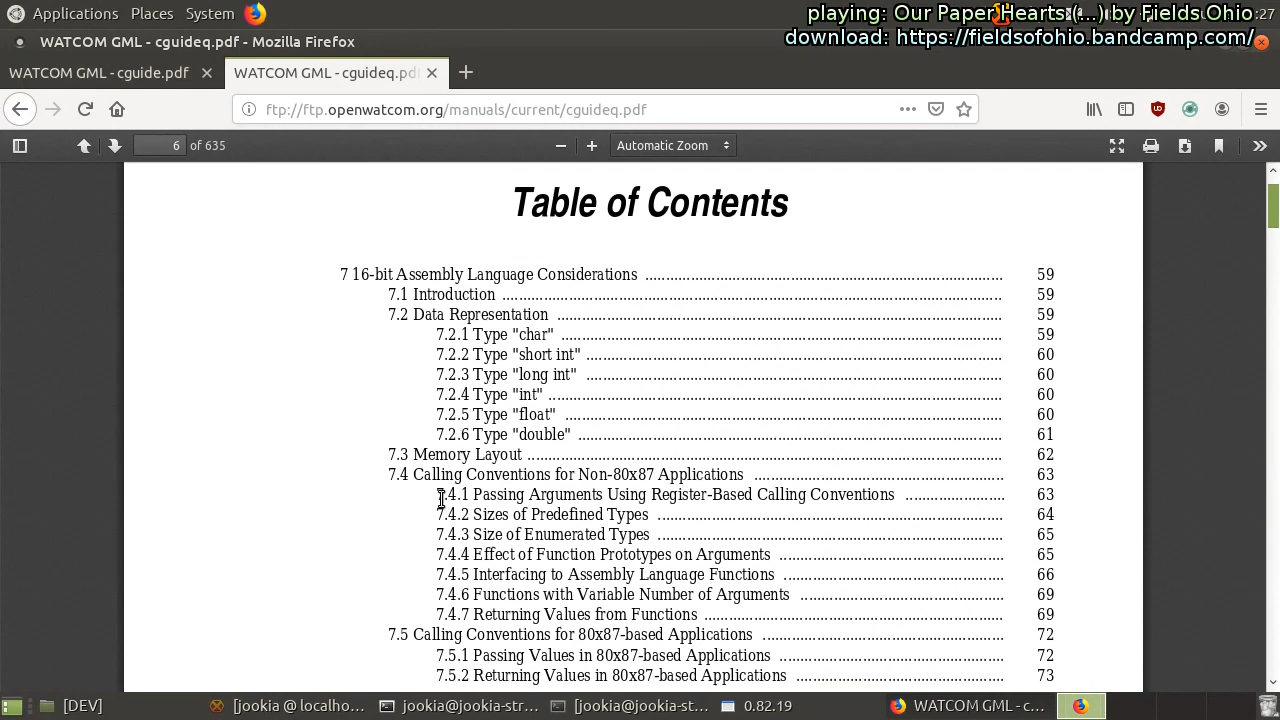 Applications Places System
playing: Our Paper Hearts (...) by Fields Ohio
:27
WATCOM GML - cguideq.pdf - Mozilla Firefox
download: https://fieldsofohio.bandcamp.com/
WATCOM GML - cguide.pdf
WATCOM GML - cguideq.pdf
ftp://ftp.openwatcom.org/manuals/current/cguideq.pdf
6 of 635
Automatic Zoom
Table of Contents
7 16-bit Assembly Language Considerations ........ 59
7.1 Introduction ........ 59
7.2 Data Representation ........ 59
7.2.1 Type "char" ........ 59
7.2.2 Type "short int" ........ 60
7.2.3 Type "long int" ........ 60
7.2.4 Type "int" ........ 60
7.2.5 Type "float" ........ 60
7.2.6 Type "double" ........ 61
7.3 Memory Layout ........ 62
7.4 Calling Conventions for Non-80x87 Applications ........ 63
7.4.1 Passing Arguments Using Register-Based Calling Conventions ........ 63
7.4.2 Sizes of Predefined Types ........ 64
7.4.3 Size of Enumerated Types ........ 65
7.4.4 Effect of Function Prototypes on Arguments ........ 65
7.4.5 Interfacing to Assembly Language Functions ........ 66
7.4.6 Functions with Variable Number of Arguments ........ 69
7.4.7 Returning Values from Functions ........ 69
7.5 Calling Conventions for 80x87-based Applications ........ 72
7.5.1 Passing Values in 80x87-based Applications ........ 72
7.5.2 Returning Values in 80x87-based Applications ........ 73
[DEV]
[jookia @ localho...
jookia@jookia-str...
[jookia@jookia-st...
0.82.19
WATCOM GML - c...